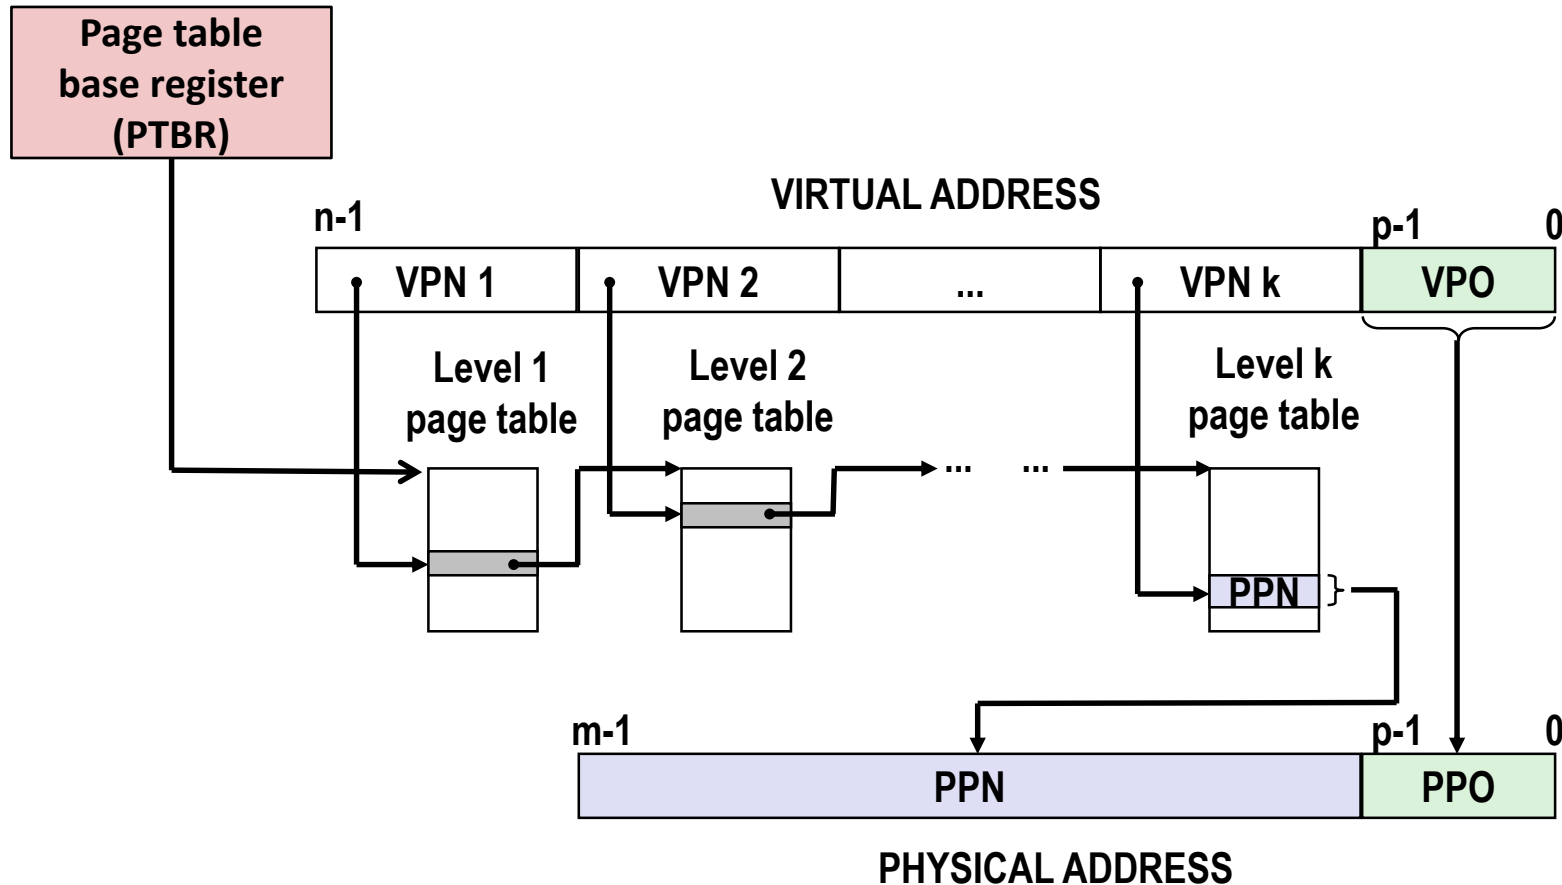 Page table
base register
(PTBR)
VIRTUAL ADDRESS
n-1
p-1
0
VPN 1
VPN 2
...
VPN k
VPO
Level 1
page table
Level 2
page table
Level k
page table
...
...
PPN
m-1
p-1
0
PPN
PPO
PHYSICAL ADDRESS